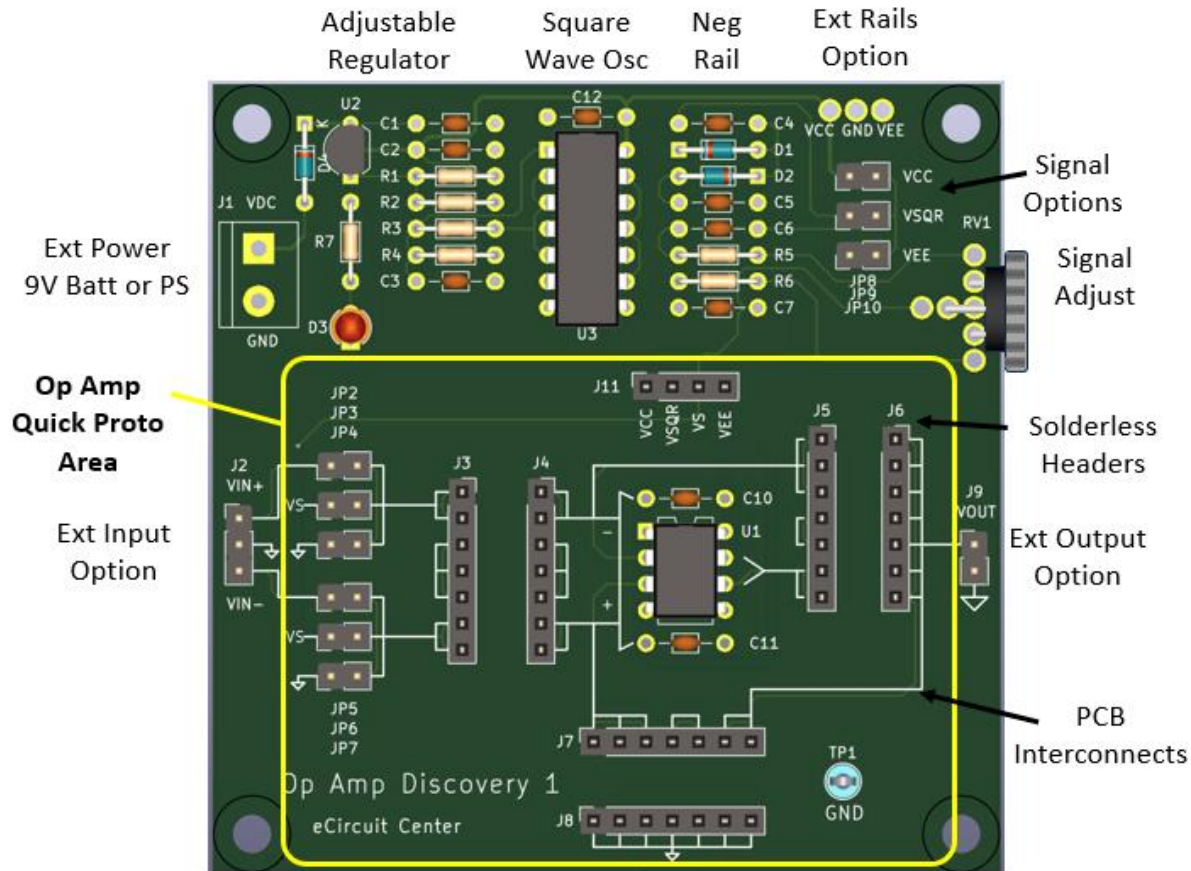 Adjustable
Regulator
Square
Wave Osc
Neg
Rail
Ext Rails
Option
U2
K
D4
C1
C2
R1
R2
R3
R4
C3
R7
D3
J1 VDC
GND
C12
U3
C4
D1
D2
C5
C6
R5
R6
C7
VCC GND VEE
VCC
VSQR
VEE
JP8
JP9
JP10
RV1
Signal
Options
Signal
Adjust
Ext Power
9V Batt or PS
Op Amp
Quick Proto
Area
JP2
JP3
JP4
J11
VCC
VSQR
VS
VEE
J5
J6
Solderless
Headers
J2
VIN+
VS
VIN-
VS
Ext Input
Option
JP5
JP6
JP7
J3
J4
C10
-
U1
+
C11
J9
VOUT
Ext Output
Option
PCB
Interconnects
J7
TP1
GND
Op Amp Discovery 1
eCircuit Center
J8